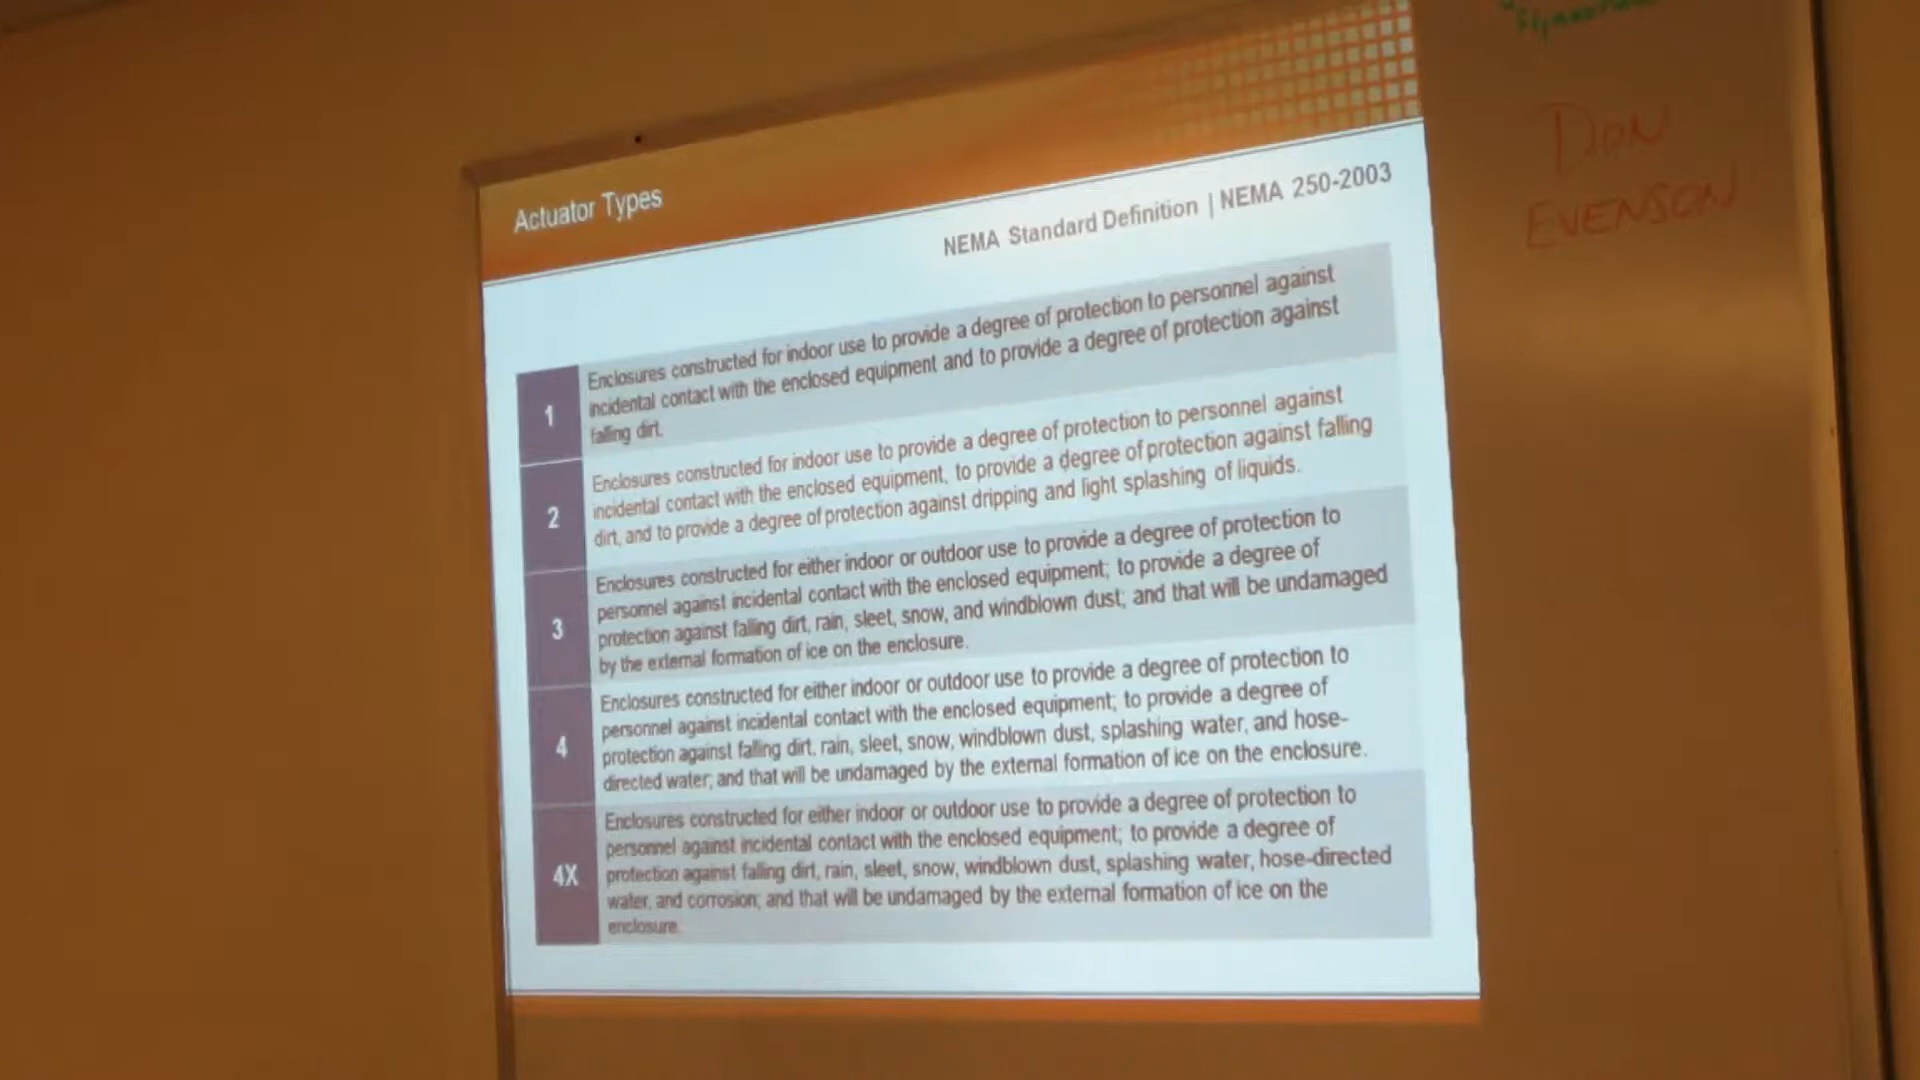 Actuator Types
NEMA Standard Definition | NEMA 250-2003
1
Enclosures constructed for indoor use to provide a degree of protection to personnel against
incidental contact with the enclosed equipment and to provide a degree of protection against
falling dirt.
2
Enclosures constructed for indoor use to provide a degree of protection to personnel against
incidental contact with the enclosed equipment, to provide a degree of protection against falling
dirt, and to provide a degree of protection against dripping and light splashing of liquids.
3
Enclosures constructed for either indoor or outdoor use to provide a degree of protection to
personnel against incidental contact with the enclosed equipment; to provide a degree of
protection against falling dirt, rain, sleet, snow, and windblown dust; and that will be undamaged
by the external formation of ice on the enclosure.
4
Enclosures constructed for either indoor or outdoor use to provide a degree of protection to
personnel against incidental contact with the enclosed equipment; to provide a degree of
protection against falling dirt, rain, sleet, snow, windblown dust, splashing water, and hose-
directed water; and that will be undamaged by the external formation of ice on the enclosure.
4X
Enclosures constructed for either indoor or outdoor use to provide a degree of protection to
personnel against incidental contact with the enclosed equipment; to provide a degree of
protection against falling dirt, rain, sleet, snow, windblown dust, splashing water, hose-directed
water, and corrosion; and that will be undamaged by the external formation of ice on the
enclosure.
DON
EVENSON